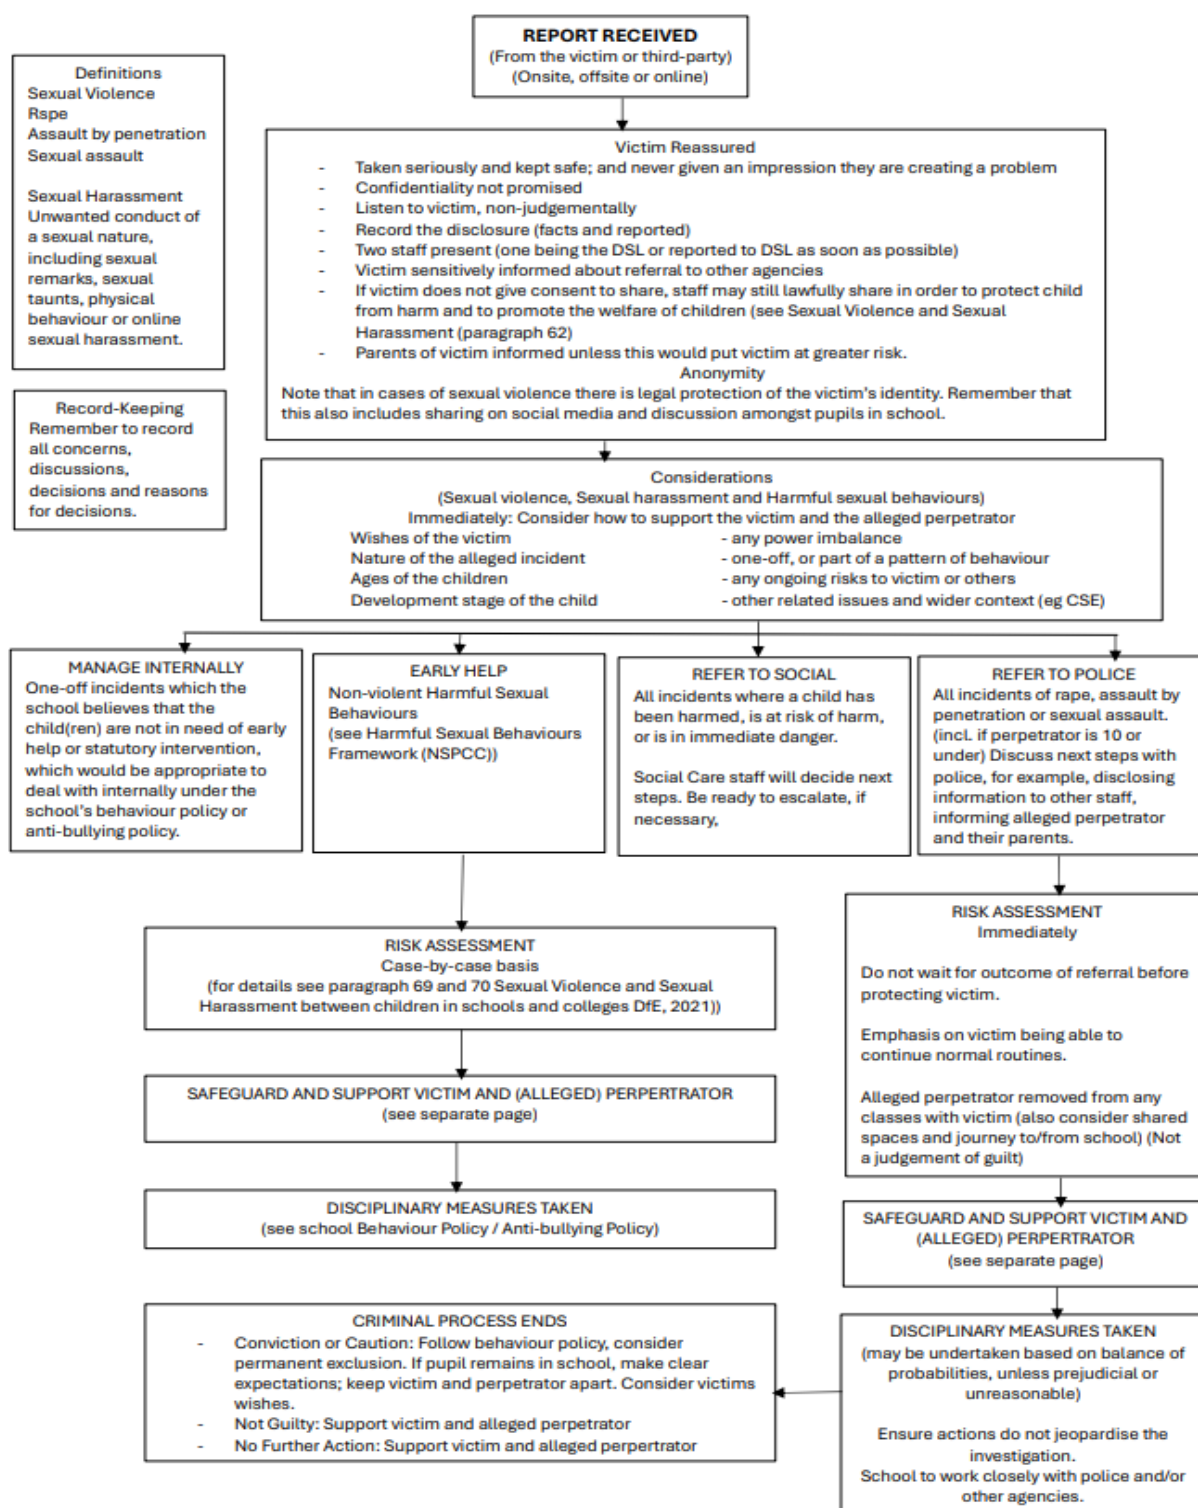 REPORT RECEIVED
(From the victim or third-party)
(Onsite, offsite or online)
Definitions
Sexual Violence
Rspe
Assault by penetration
Sexual assault
Sexual Harassment
Unwanted conduct of
a sexual nature,
including sexual
remarks, sexual
taunts, physical
behaviour or online
sexual harassment.
Victim Reassured
- Taken seriously and kept safe; and never given an impression they are creating a problem
- Confidentiality not promised
- Listen to victim, non-judgementally
- Record the disclosure (facts and reported)
- Two staff present (one being the DSL or reported to DSL as soon as possible)
- Victim sensitively informed about referral to other agencies
- If victim does not give consent to share, staff may still lawfully share in order to protect child
from harm and to promote the welfare of children (see Sexual Violence and Sexual
Harassment (paragraph 62)
- Parents of victim informed unless this would put victim at greater risk.
Anonymity
Note that in cases of sexual violence there is legal protection of the victim's identity. Remember that
this also includes sharing on social media and discussion amongst pupils in school.
Record-Keeping
Remember to record
all concerns,
discussions,
decisions and reasons
for decisions.
Considerations
(Sexual violence, Sexual harassment and Harmful sexual behaviours)
Immediately: Consider how to support the victim and the alleged perpetrator
Wishes of the victim - any power imbalance
Nature of the alleged incident - one-off, or part of a pattern of behaviour
Ages of the children - any ongoing risks to victim or others
Development stage of the child - other related issues and wider context (eg CSE)
MANAGE INTERNALLY
One-off incidents which the
school believes that the
child(ren) are not in need of early
help or statutory intervention,
which would be appropriate to
deal with internally under the
school's behaviour policy or
anti-bullying policy.
EARLY HELP
Non-violent Harmful Sexual
Behaviours
(see Harmful Sexual Behaviours
Framework (NSPCC))
REFER TO SOCIAL
All incidents where a child has
been harmed, is at risk of harm,
or is in immediate danger.
Social Care staff will decide next
steps. Be ready to escalate, if
necessary,
REFER TO POLICE
All incidents of rape, assault by
penetration or sexual assault.
(incl. if perpetrator is 10 or
under) Discuss next steps with
police, for example, disclosing
information to other staff,
informing alleged perpetrator
and their parents.
RISK ASSESSMENT
Case-by-case basis
(for details see paragraph 69 and 70 Sexual Violence and Sexual
Harassment between children in schools and colleges DfE, 2021))
SAFEGUARD AND SUPPORT VICTIM AND (ALLEGED) PERPERTRATOR
(see separate page)
DISCIPLINARY MEASURES TAKEN
(see school Behaviour Policy / Anti-bullying Policy)
RISK ASSESSMENT
Immediately
Do not wait for outcome of referral before
protecting victim.
Emphasis on victim being able to
continue normal routines.
Alleged perpetrator removed from any
classes with victim (also consider shared
spaces and journey to/from school) (Not
a judgement of guilt)
SAFEGUARD AND SUPPORT VICTIM AND
(ALLEGED) PERPERTRATOR
(see separate page)
DISCIPLINARY MEASURES TAKEN
(may be undertaken based on balance of
probabilities, unless prejudicial or
unreasonable)
Ensure actions do not jeopardise the
investigation.
School to work closely with police and/or
other agencies.
CRIMINAL PROCESS ENDS
- Conviction or Caution: Follow behaviour policy, consider
permanent exclusion. If pupil remains in school, make clear
expectations; keep victim and perpetrator apart. Consider victims
wishes.
- Not Guilty: Support victim and alleged perpetrator
- No Further Action: Support victim and alleged perpertrator